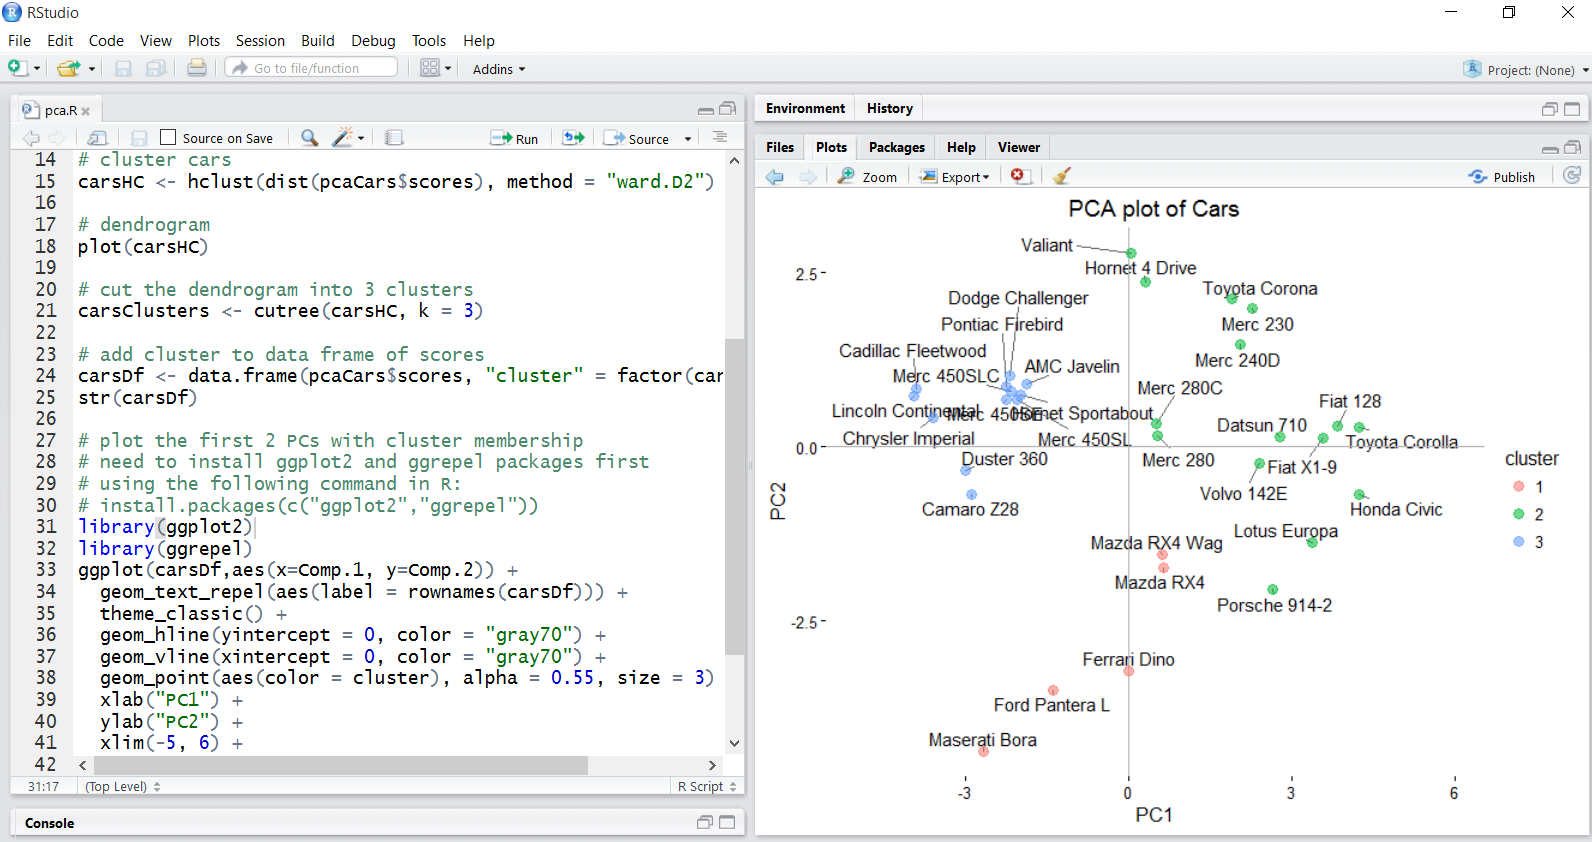 RStudio
File Edit Code View Plots Session Build Debug Tools Help
Go to file/function Addins Project: (None)
pca.R
Source on Save Run Source
14 # cluster cars
15 carsHC <- hclust(dist(pcaCars$scores), method = "ward.D2")
16
17 # dendrogram
18 plot(carsHC)
19
20 # cut the dendrogram into 3 clusters
21 carsClusters <- cutree(carsHC, k = 3)
22
23 # add cluster to data frame of scores
24 carsDf <- data.frame(pcaCars$scores, "cluster" = factor(car
25 str(carsDf)
26
27 # plot the first 2 PCs with cluster membership
28 # need to install ggplot2 and ggrepel packages first
29 # using the following command in R:
30 # install.packages(c("ggplot2","ggrepel"))
31 library(ggplot2)
32 library(ggrepel)
33 ggplot(carsDf,aes(x=Comp.1, y=Comp.2)) +
34 geom_text_repel(aes(label = rownames(carsDf))) +
35 theme_classic() +
36 geom_hline(yintercept = 0, color = "gray70") +
37 geom_vline(xintercept = 0, color = "gray70") +
38 geom_point(aes(color = cluster), alpha = 0.55, size = 3)
39 xlab("PC1") +
40 ylab("PC2") +
41 xlim(-5, 6) +
42
31:17 (Top Level) R Script
Console
Environment History
Files Plots Packages Help Viewer
Zoom Export Publish
PCA plot of Cars
Valiant
Hornet 4 Drive
2.5
Toyota Corona
Dodge Challenger
Pontiac Firebird
Merc 230
Cadillac Fleetwood
Merc 240D
AMC Javelin
Merc 450SLC
Merc 280C
Fiat 128
Lincoln Continental
Merc 450SE
Hornet Sportabout
Datsun 710
Chrysler Imperial
Merc 450SL
Toyota Corolla
0.0
Duster 360
Merc 280
Fiat X1-9
Volvo 142E
Camaro Z28
Honda Civic
Lotus Europa
Mazda RX4 Wag
Mazda RX4
Porsche 914-2
-2.5
Ferrari Dino
Ford Pantera L
Maserati Bora
PC2
-3 0 3 6
PC1
cluster
1
2
3